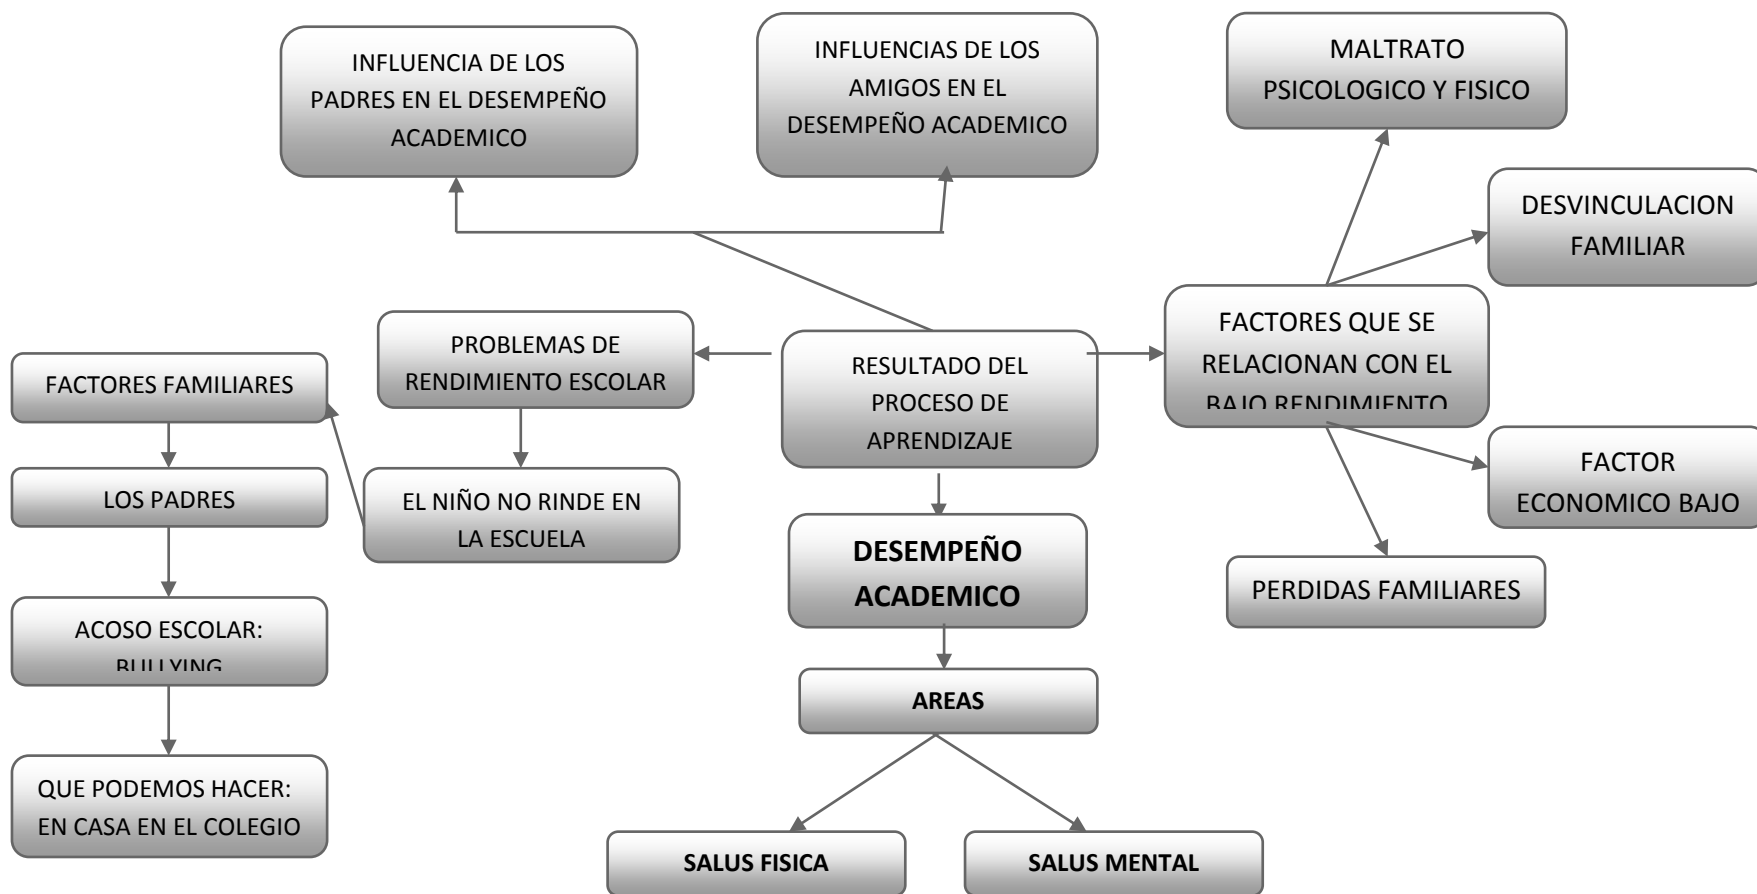 INFLUENCIA DE LOS
PADRES EN EL DESEMPEÑO
ACADEMICO
INFLUENCIAS DE LOS
AMIGOS EN EL
DESEMPEÑO ACADEMICO
MALTRATO
PSICOLOGICO Y FISICO
DESVINCULACION
FAMILIAR
FACTORES QUE SE
RELACIONAN CON EL
BAJO RENDIMIENTO
PROBLEMAS DE
RENDIMIENTO ESCOLAR
RESULTADO DEL
PROCESO DE
APRENDIZAJE
FACTORES FAMILIARES
LOS PADRES
EL NIÑO NO RINDE EN
LA ESCUELA
FACTOR
ECONOMICO BAJO
DESEMPEÑO
ACADEMICO
PERDIDAS FAMILIARES
ACOSO ESCOLAR:
BULLYING
AREAS
QUE PODEMOS HACER:
EN CASA EN EL COLEGIO
SALUS FISICA
SALUS MENTAL